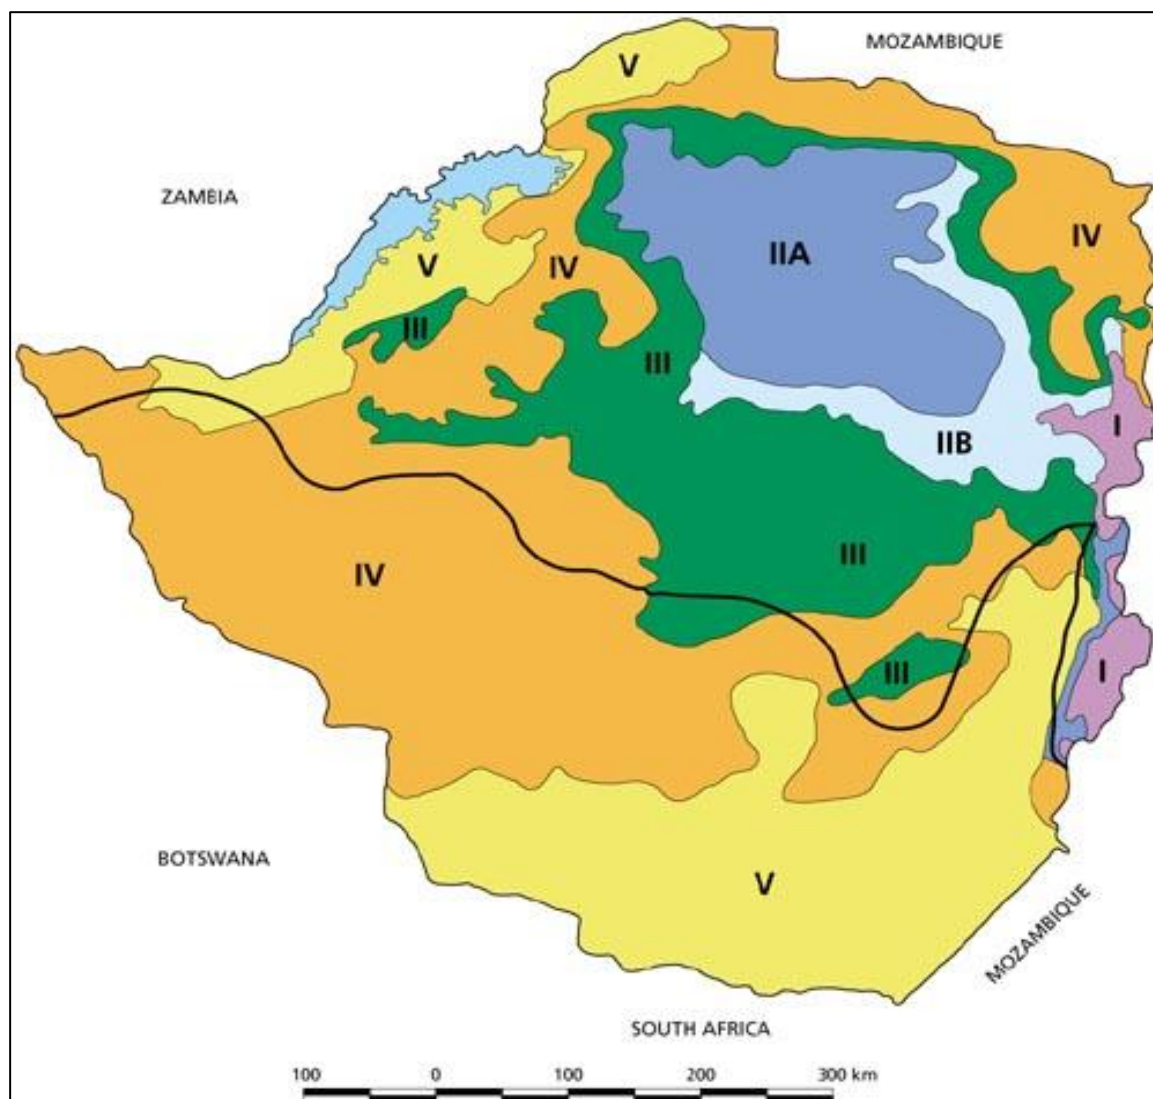 MOZAMBIQUE
V
ZAMBIA
IV
IIA
V
IV
III
III
I
IIB
III
IV
III
I
BOTSWANA
V
MOZAMBIQUE
SOUTH AFRICA
100 0 100 200 300 km